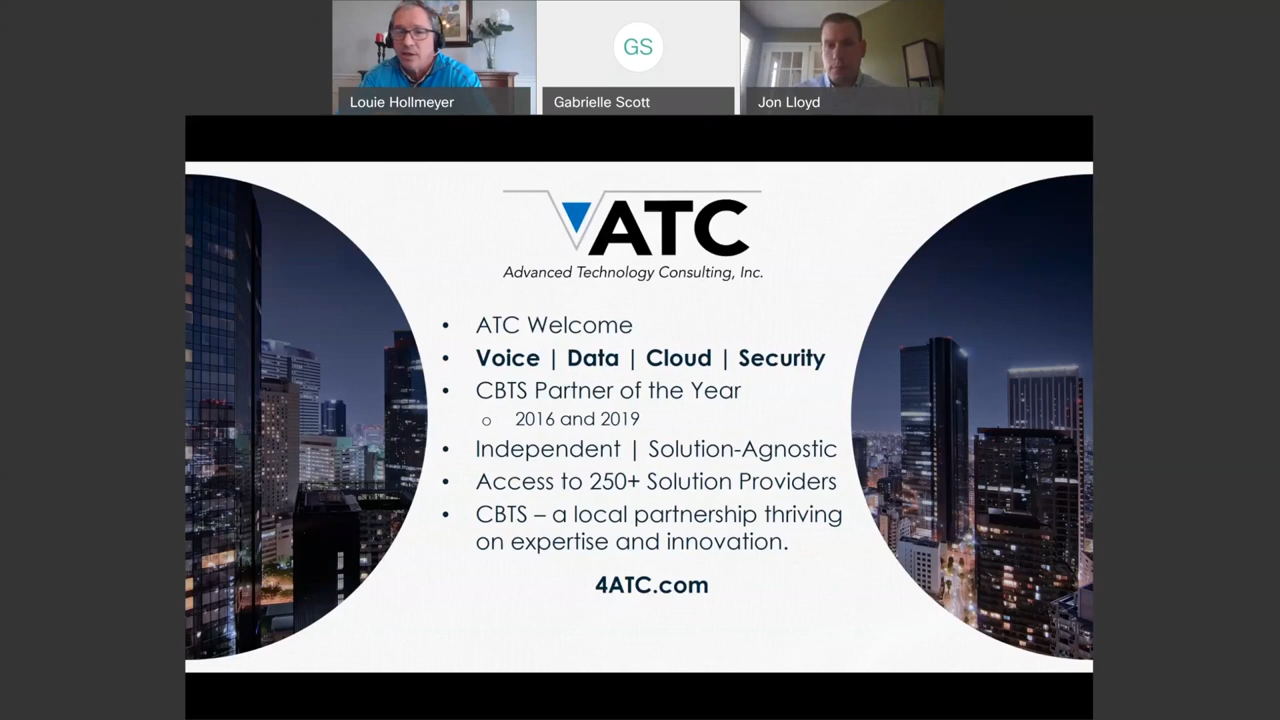 GS
Louie Hollmeyer
Gabrielle Scott
Jon Lloyd
ATC
Advanced Technology Consulting, Inc.
• ATC Welcome
• Voice | Data | Cloud | Security
• CBTS Partner of the Year
o 2016 and 2019
• Independent | Solution-Agnostic
• Access to 250+ Solution Providers
• CBTS – a local partnership thriving
on expertise and innovation.
4ATC.com